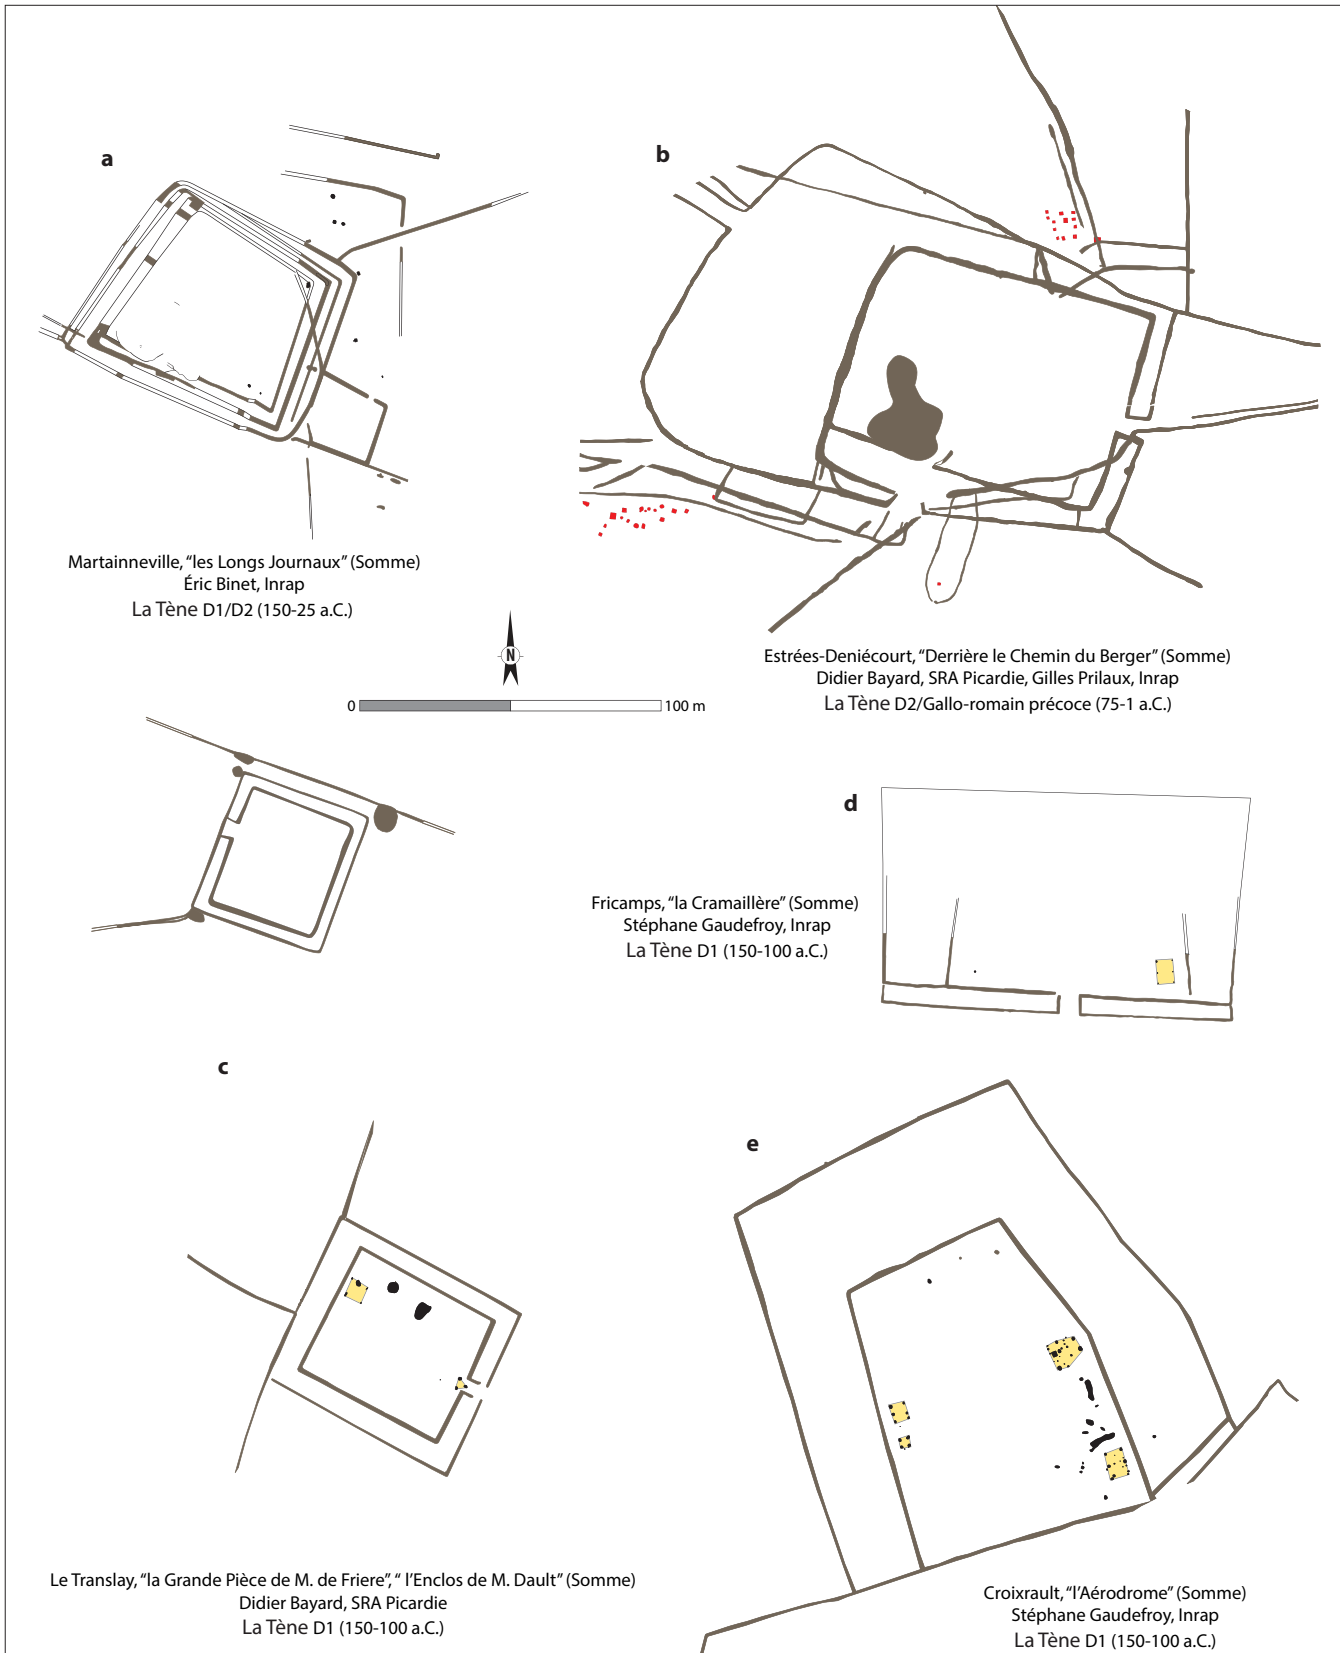 a
b
Martainneville, “les Longs Journaux” (Somme)
Éric Binet, Inrap
La Tène D1/D2 (150-25 a.C.)
Estrées-Deniécourt, “Derrière le Chemin du Berger” (Somme)
Didier Bayard, SRA Picardie, Gilles Prilaux, Inrap
La Tène D2/Gallo-romain précoce (75-1 a.C.)
N
0 100 m
d
Fricamps, “la Cramaillère” (Somme)
Stéphane Gaudefroy, Inrap
La Tène D1 (150-100 a.C.)
c
e
Le Translay, “la Grande Pièce de M. de Friere”, “ l’Enclos de M. Dault” (Somme)
Didier Bayard, SRA Picardie
La Tène D1 (150-100 a.C.)
Croixrault, “l’Aérodrome” (Somme)
Stéphane Gaudefroy, Inrap
La Tène D1 (150-100 a.C.)